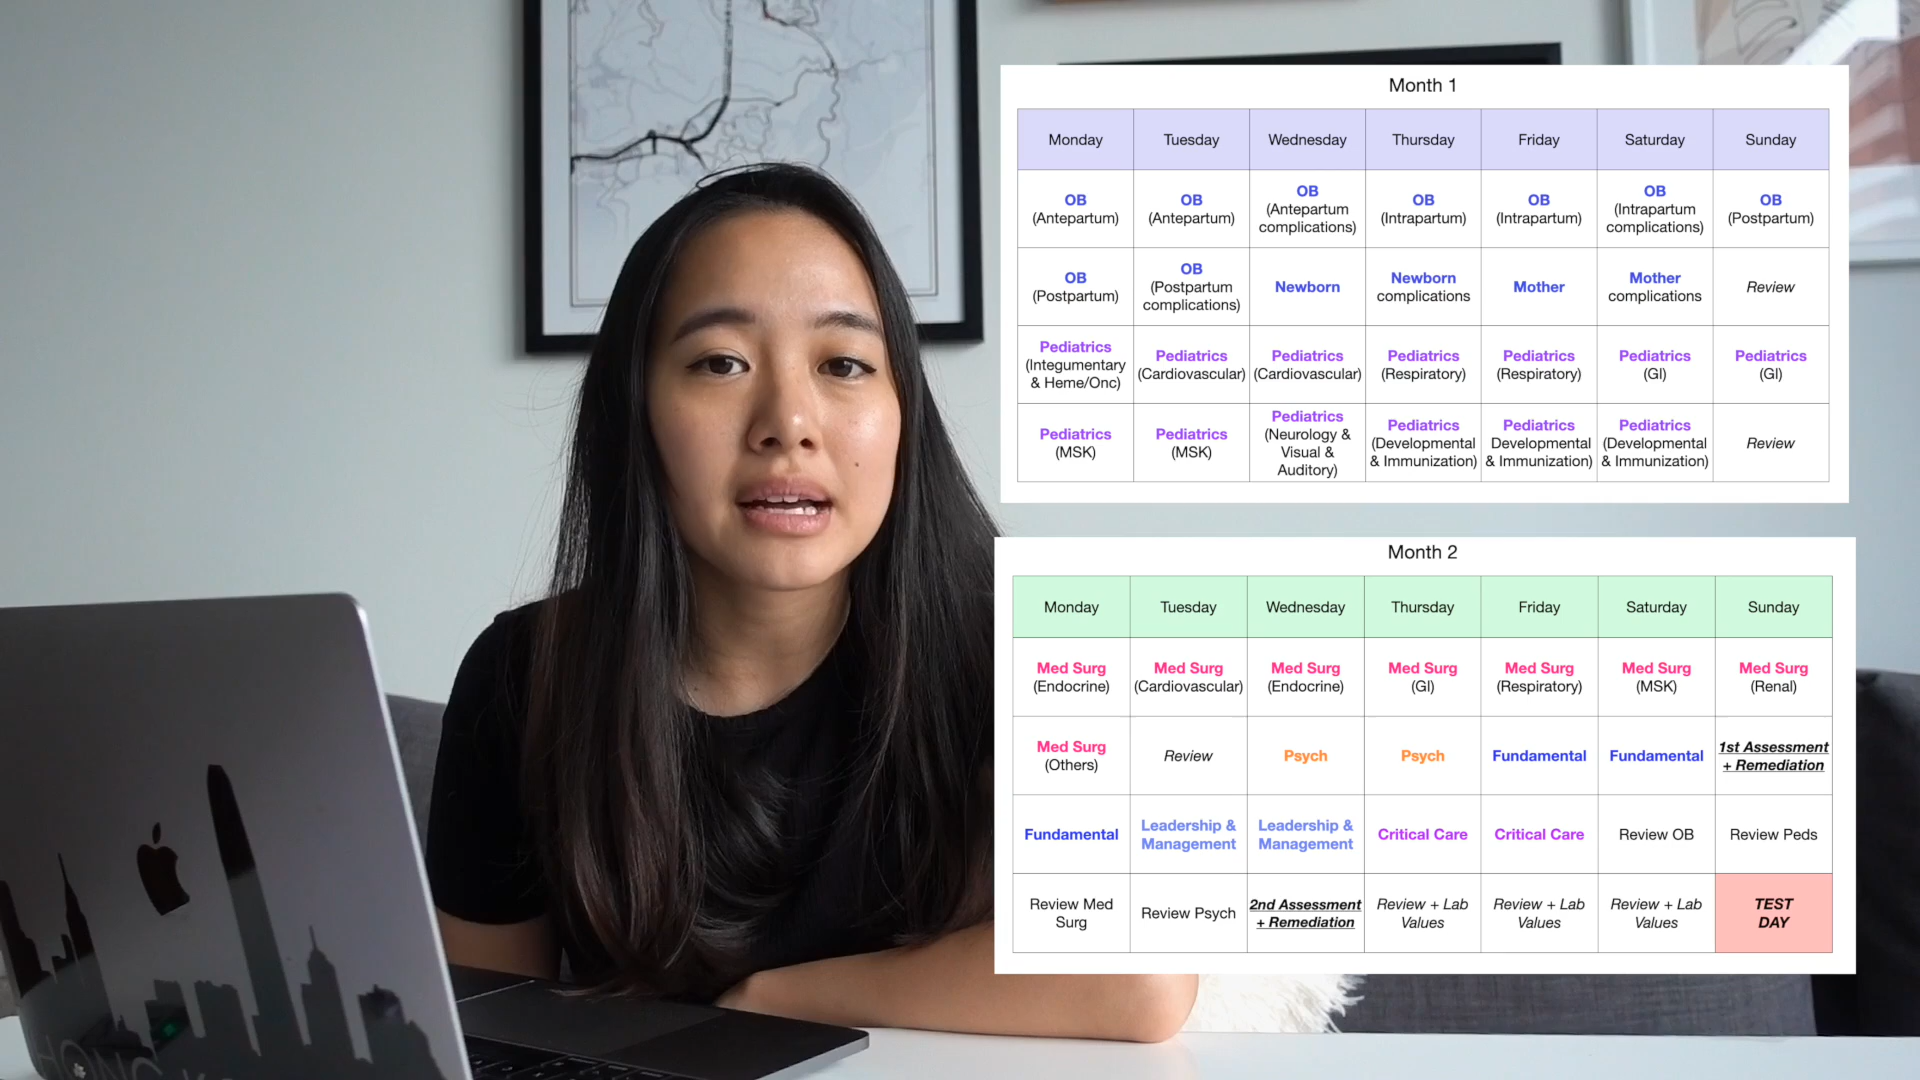 Month 1
Monday Tuesday Wednesday Thursday Friday Saturday Sunday
OB (Antepartum)
OB (Antepartum)
OB (Antepartum complications)
OB (Intrapartum)
OB (Intrapartum)
OB (Intrapartum complications)
OB (Postpartum)
OB (Postpartum)
OB (Postpartum complications)
Newborn
Newborn complications
Mother
Mother complications
Review
Pediatrics (Integumentary & Heme/Onc)
Pediatrics (Cardiovascular)
Pediatrics (Cardiovascular)
Pediatrics (Respiratory)
Pediatrics (Respiratory)
Pediatrics (GI)
Pediatrics (GI)
Pediatrics (MSK)
Pediatrics (MSK)
Pediatrics (Neurology & Visual & Auditory)
Pediatrics (Developmental & Immunization)
Pediatrics Developmental & Immunization)
Pediatrics (Developmental & Immunization)
Review
Month 2
Monday Tuesday Wednesday Thursday Friday Saturday Sunday
Med Surg (Endocrine)
Med Surg (Cardiovascular)
Med Surg (Endocrine)
Med Surg (GI)
Med Surg (Respiratory)
Med Surg (MSK)
Med Surg (Renal)
Med Surg (Others)
Review
Psych
Psych
Fundamental
Fundamental
1st Assessment + Remediation
Fundamental
Leadership & Management
Leadership & Management
Critical Care
Critical Care
Review OB
Review Peds
Review Med Surg
Review Psych
2nd Assessment + Remediation
Review + Lab Values
Review + Lab Values
Review + Lab Values
TEST DAY
HONG